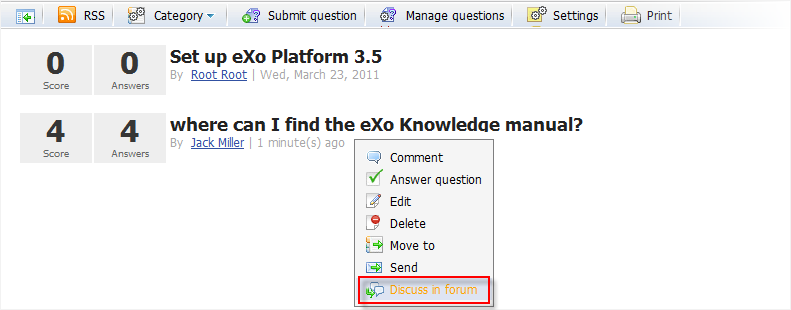 RSS Category Submit question Manage questions Settings Print
0 0 Set up eXo Platform 3.5
Score Answers By Root Root | Wed, March 23, 2011
4 4 where can I find the eXo Knowledge manual?
Score Answers By Jack Miller | 1 minute(s) ago
Comment
Answer question
Edit
Delete
Move to
Send
Discuss in forum